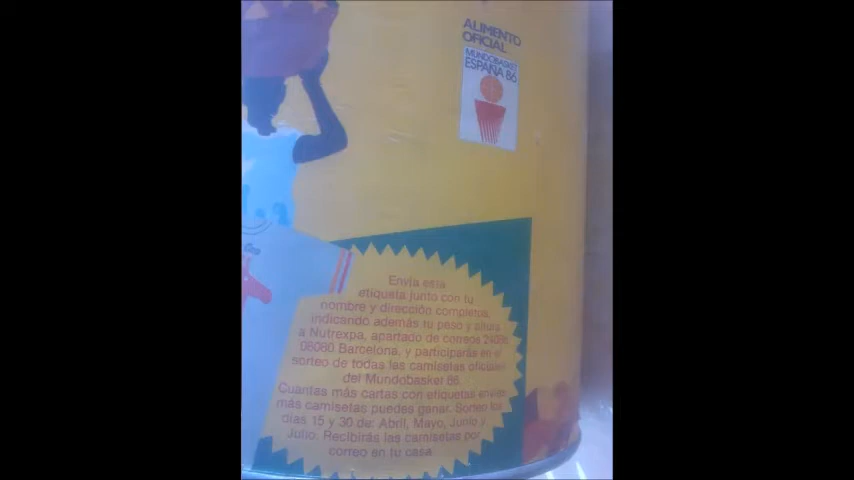 ALIMENTO
OFICIAL
MUNDOBASKET
ESPAÑA 86
Envía esta
etiqueta junto con tu
nombre y dirección completa,
indicando además tu peso y altura
a Nutrexpa, apartado de correos
08080 Barcelona, y participarás en el
sorteo de todas las camisetas oficiales
del Mundobasket 86.
Cuantas más cartas con etiquetas envíes
más camisetas puedes ganar. Sorteo los
días 15 y 30 de: Abril, Mayo, Junio y
Julio. Recibirás las camisetas por
correo en tu casa.